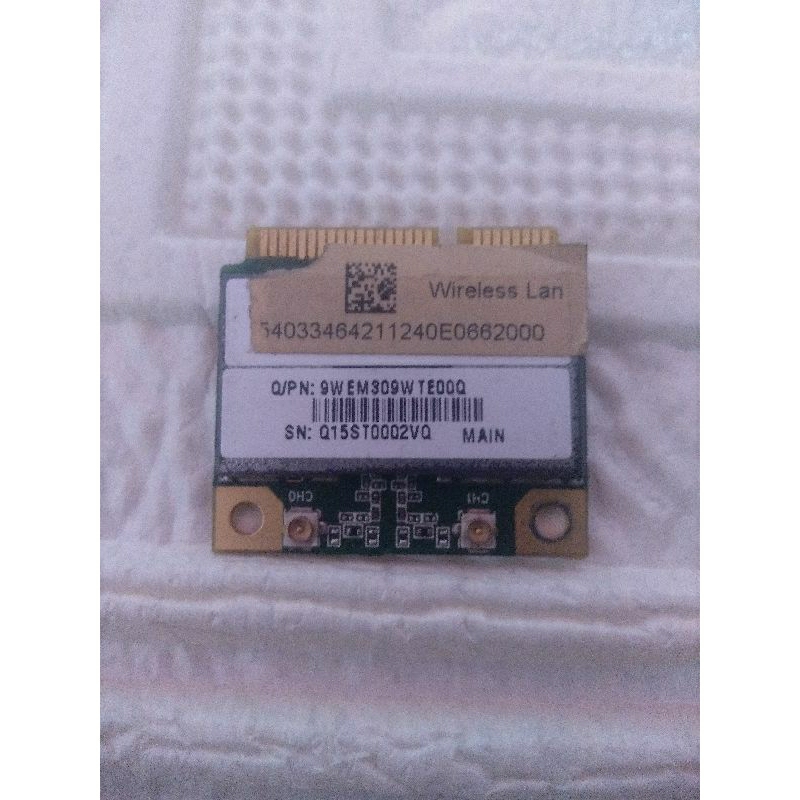 Wireless Lan
54033464211240E0662000
Q/PN: 9WEM309WTE00Q
SN: Q15ST0002VQ MAIN
CH0 CH1